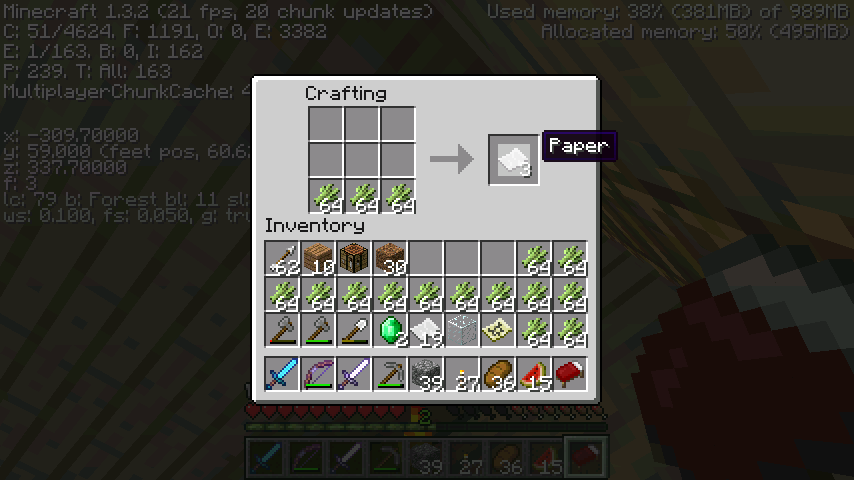 Minecraft 1.3.2 (21 fps, 20 chunk updates)
Used memory: 38% (381MB) of 989MB
C: 51/4624. F: 1191, O: 0, E: 3382
Allocated memory: 50% (495MB)
E: 1/163. B: 0, I: 162
P: 239. T: All: 163
MultiplayerChunkCache: 4
x: -309.70000
y: 59.000 (feet pos, 60.62
z: 337.70000
f: 3
lc: 79 b: Forest bl: 11 sl:
ws: 0.100, fs: 0.050, g: tru
Crafting
3
Paper
64 64 64
Inventory
62 10 30 64 64
64 64 64 64 64 64 64 64 64
2 64 64
39 27 36 15
2
39 27 36 15